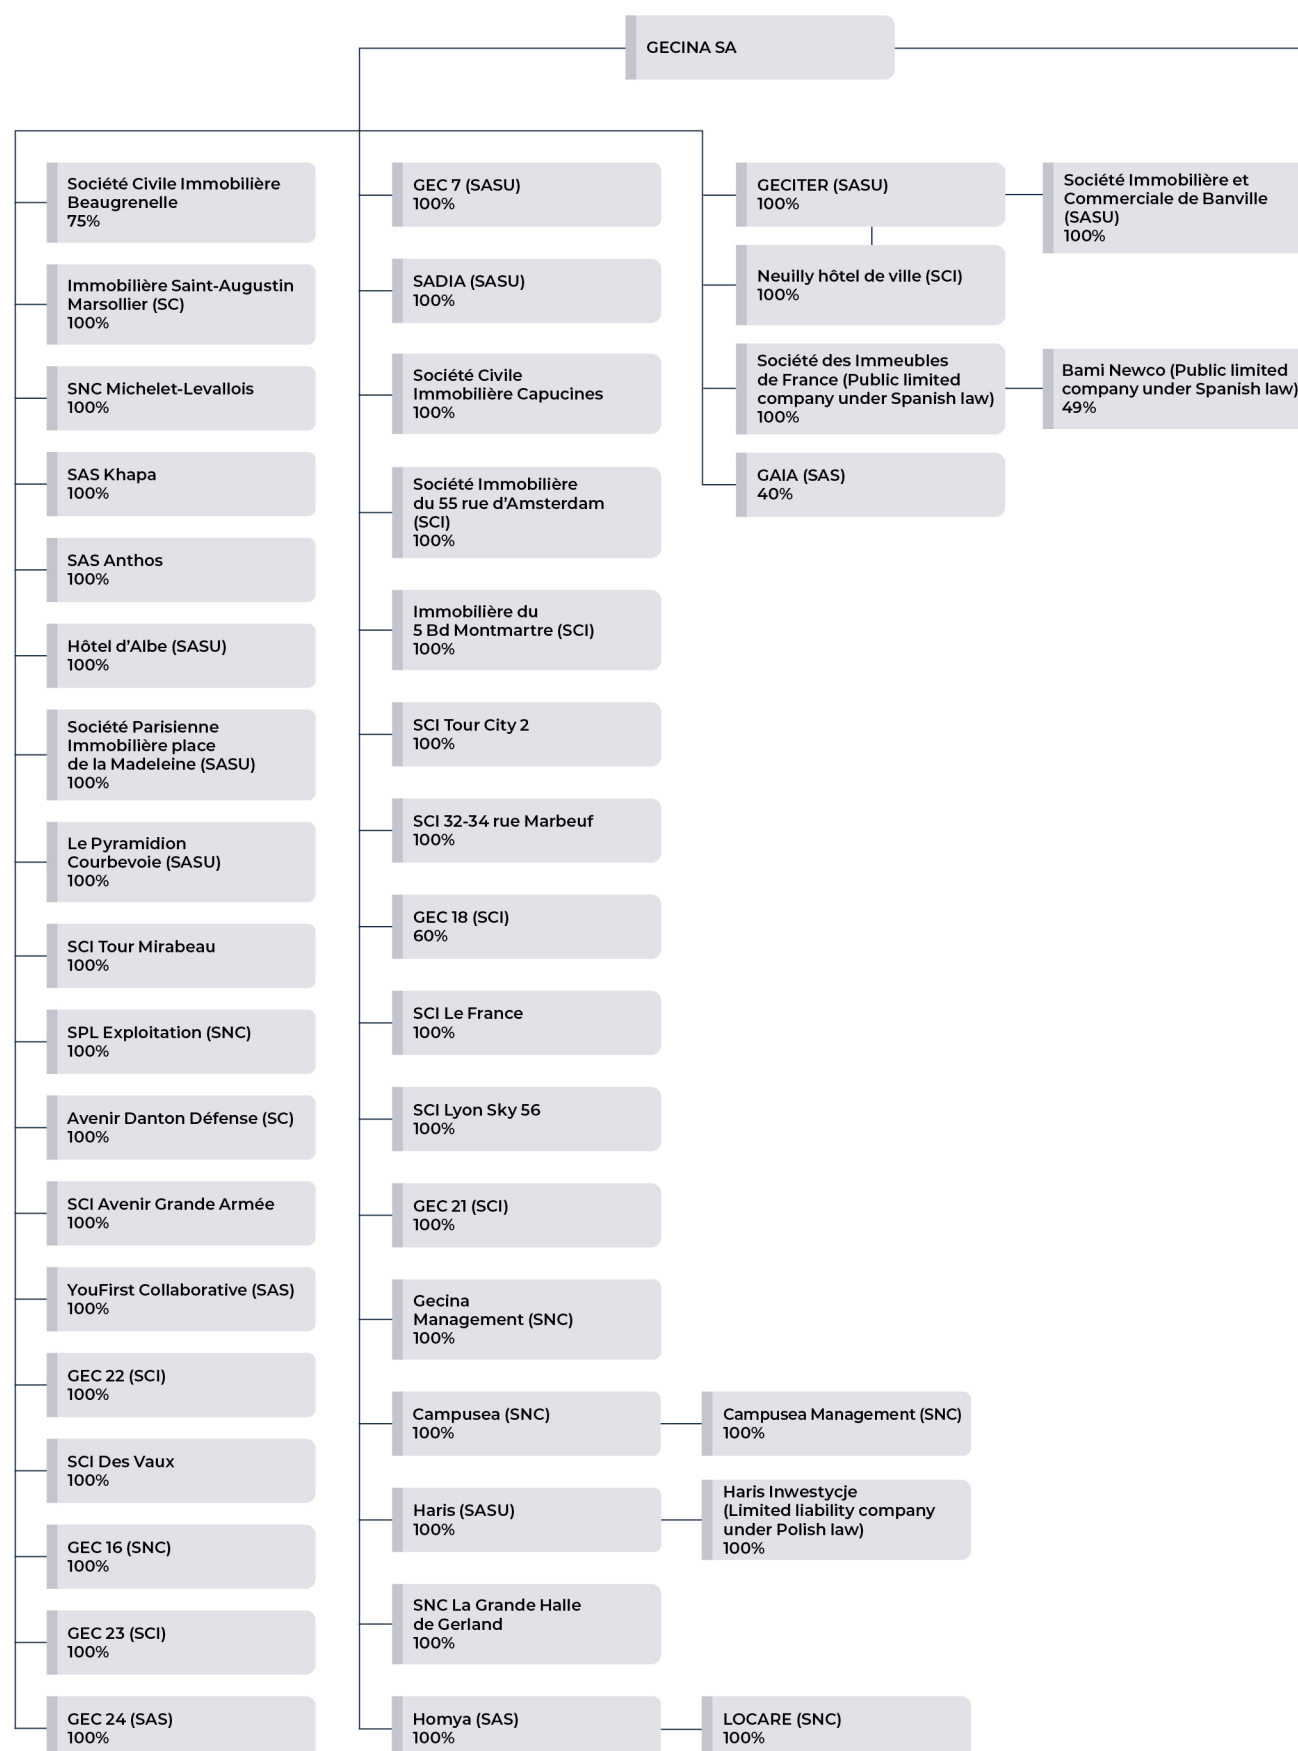 GECINA SA
Société Civile Immobilière
Beaugrenelle
75%
Immobilière Saint-Augustin
Marsollier (SC)
100%
SNC Michelet-Levallois
100%
SAS Khapa
100%
SAS Anthos
100%
Hôtel d’Albe (SASU)
100%
Société Parisienne
Immobilière place
de la Madeleine (SASU)
100%
Le Pyramidion
Courbevoie (SASU)
100%
SCI Tour Mirabeau
100%
SPL Exploitation (SNC)
100%
Avenir Danton Défense (SC)
100%
SCI Avenir Grande Armée
100%
YouFirst Collaborative (SAS)
100%
GEC 22 (SCI)
100%
SCI Des Vaux
100%
GEC 16 (SNC)
100%
GEC 23 (SCI)
100%
GEC 24 (SAS)
100%
GEC 7 (SASU)
100%
SADIA (SASU)
100%
Société Civile
Immobilière Capucines
100%
Société Immobilière
du 55 rue d’Amsterdam
(SCI)
100%
Immobilière du
5 Bd Montmartre (SCI)
100%
SCI Tour City 2
100%
SCI 32-34 rue Marbeuf
100%
GEC 18 (SCI)
60%
SCI Le France
100%
SCI Lyon Sky 56
100%
GEC 21 (SCI)
100%
Gecina
Management (SNC)
100%
Campusea (SNC)
100%
Campusea Management (SNC)
100%
Haris (SASU)
100%
Haris Inwestycje
(Limited liability company
under Polish law)
100%
SNC La Grande Halle
de Gerland
100%
Homya (SAS)
100%
LOCARE (SNC)
100%
GECITER (SASU)
100%
Société Immobilière et
Commerciale de Banville
(SASU)
100%
Neuilly hôtel de ville (SCI)
100%
Société des Immeubles
de France (Public limited
company under Spanish law)
100%
Bami Newco (Public limited
company under Spanish law)
49%
GAIA (SAS)
40%